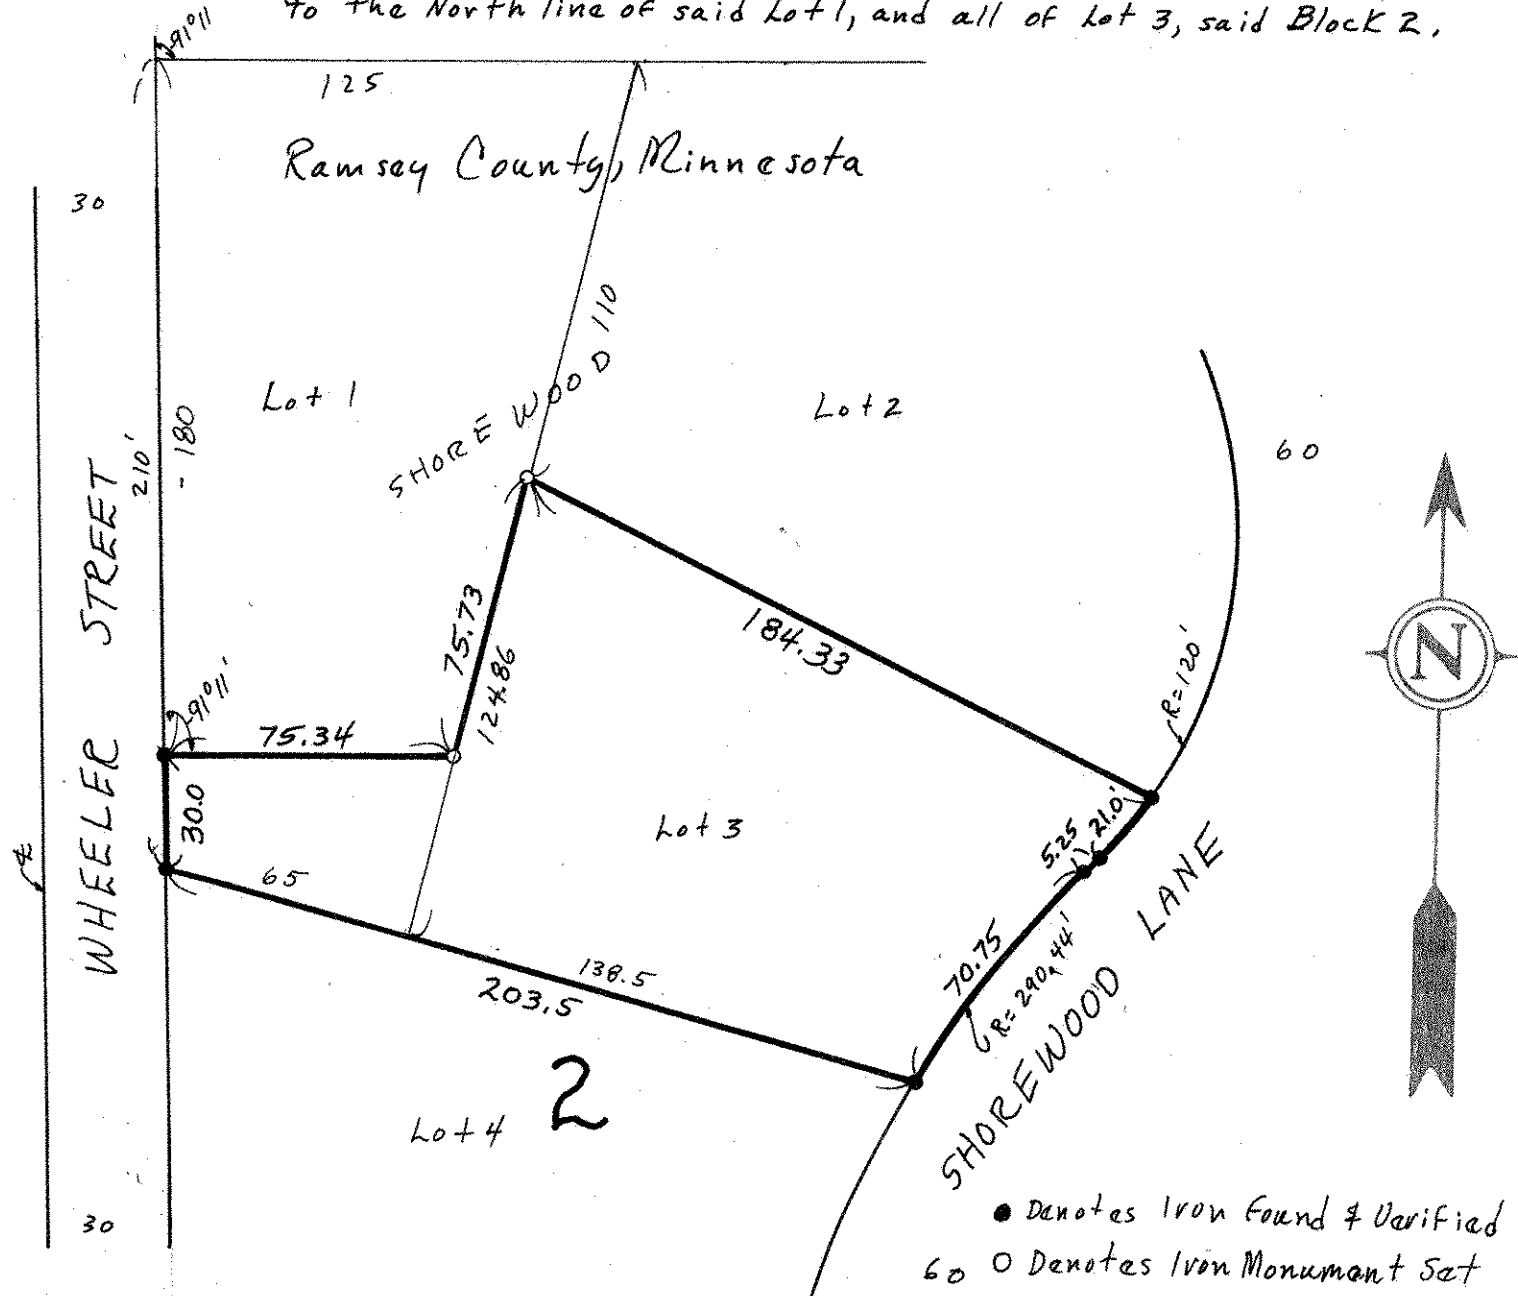 to the North line of said Lot 1, and all of Lot 3, said Block 2.
91°11'
125
Ramsey County, Minnesota
30
110
SHORE WOOD
Lot 1
Lot 2
60
210'
- 180
WHEELER STREET
N
75.73
124.86
184.33
R=120'
91°11'
75.34
30.0
Lot 3
5.25
21.0'
65
138.5
203.5
70.75
R=290.44'
SHOREWOOD LANE
2
Lot 4
30
● Denotes Iron Found & Verified
60
○ Denotes Iron Monument Set